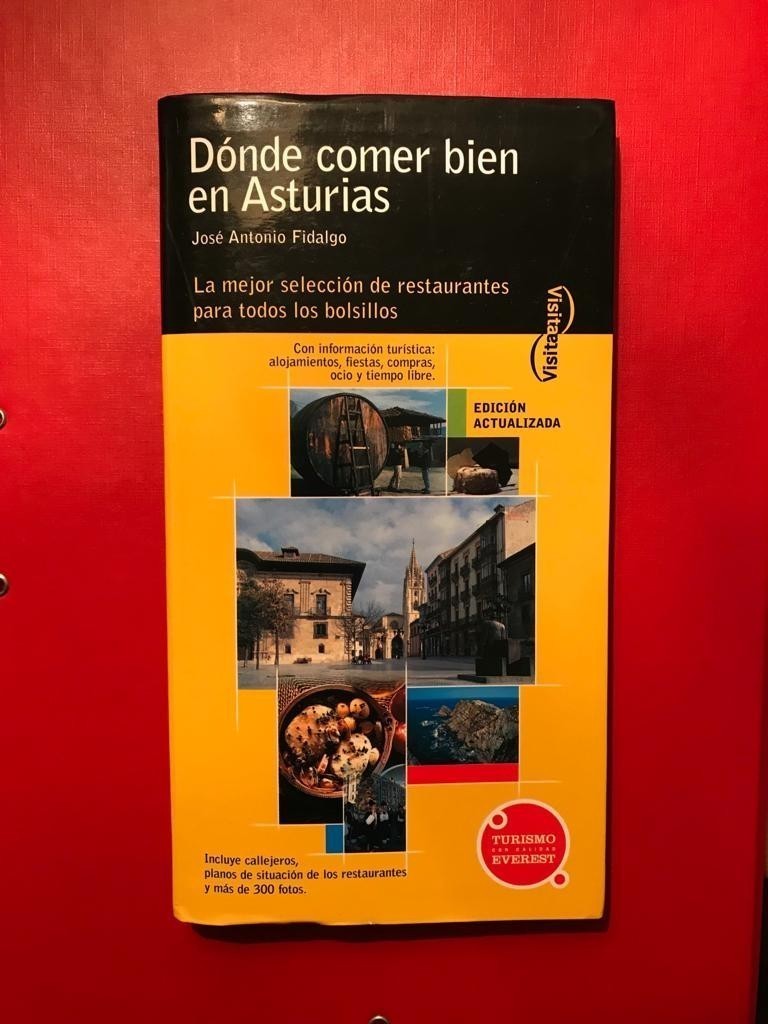 Dónde comer bien
en Asturias
José Antonio Fidalgo
La mejor selección de restaurantes
para todos los bolsillos
Visita
Visita
Con información turística:
alojamientos, fiestas, compras,
ocio y tiempo libre.
EDICIÓN
ACTUALIZADA
TURISMO
CON CALIDAD
EVEREST
Incluye callejeros,
planos de situación de los restaurantes
y más de 300 fotos.